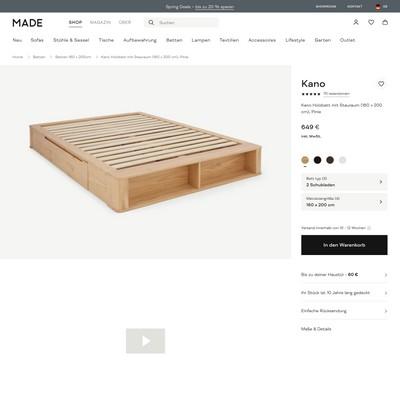 Spring Deals – bis zu 20 % sparen
SHOWROOMS
KONTAKT
DE
MADE
SHOP
MAGAZIN
ÜBER
Suchen
Neu
Sofas
Stühle & Sessel
Tische
Aufbewahrung
Betten
Lampen
Textilien
Accessoires
Lifestyle
Garten
Outlet
Home
Betten
Betten 160 x 200cm
Kano Holzbett mit Stauraum (160 x 200 cm), Pinie
Kano
70 rezensionen
Kano Holzbett mit Stauraum (160 x 200
cm), Pinie
649 €
inkl. MwSt.
Bett typ (3)
2 Schubladen
Matratzengröße (4)
160 x 200 cm
Versand innerhalb von 10 - 12 Wochen
In den Warenkorb
Bis zu deiner Haustür - 60 €
Ihr Stück ist 10 Jahre lang gedacht
Einfache Rücksendung
Maße & Details